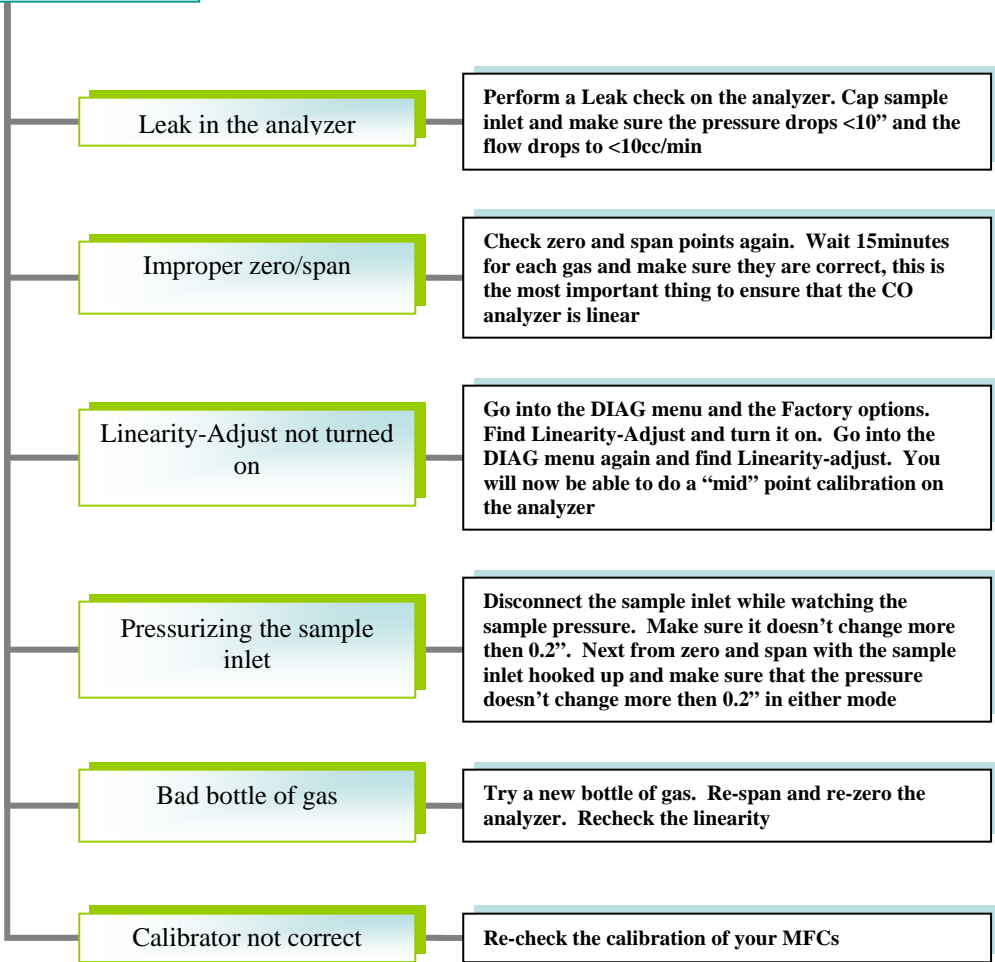 Leak in the analyzer
Perform a Leak check on the analyzer. Cap sample
inlet and make sure the pressure drops <10” and the
flow drops to <10cc/min
Improper zero/span
Check zero and span points again. Wait 15minutes
for each gas and make sure they are correct, this is
the most important thing to ensure that the CO
analyzer is linear
Linearity-Adjust not turned
on
Go into the DIAG menu and the Factory options.
Find Linearity-Adjust and turn it on. Go into the
DIAG menu again and find Linearity-adjust. You
will now be able to do a “mid” point calibration on
the analyzer
Pressurizing the sample
inlet
Disconnect the sample inlet while watching the
sample pressure. Make sure it doesn’t change more
then 0.2”. Next from zero and span with the sample
inlet hooked up and make sure that the pressure
doesn’t change more then 0.2” in either mode
Bad bottle of gas
Try a new bottle of gas. Re-span and re-zero the
analyzer. Recheck the linearity
Calibrator not correct
Re-check the calibration of your MFCs